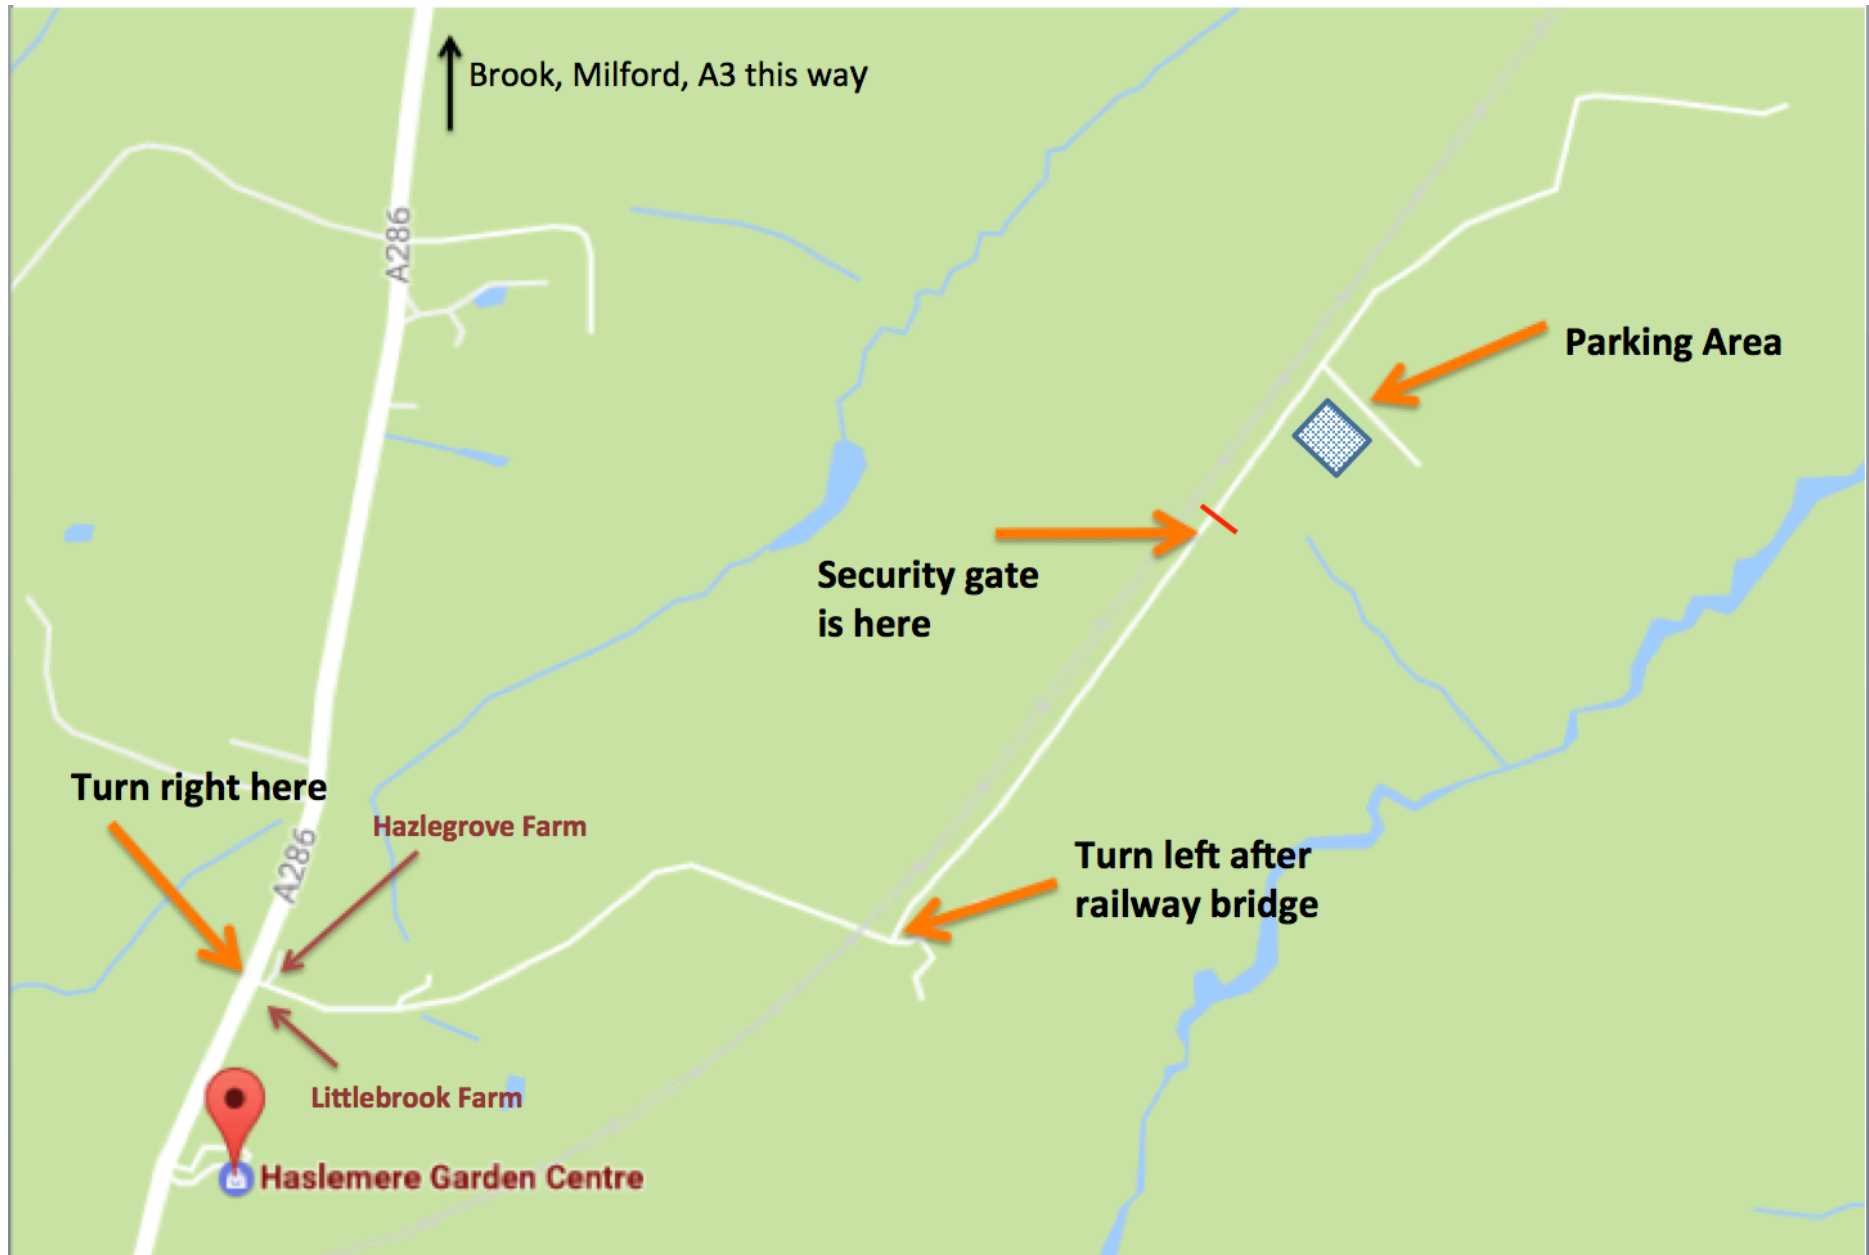 Brook, Milford, A3 this way
A286
Parking Area
Security gate
is here
Turn right here
Hazlegrove Farm
A286
Turn left after
railway bridge
Littlebrook Farm
Haslemere Garden Centre